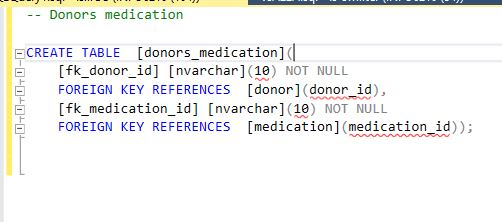 -- Donors medication
CREATE TABLE  [donors_medication](
[fk_donor_id] [nvarchar](10) NOT NULL
FOREIGN KEY REFERENCES  [donor](donor_id),
[fk_medication_id] [nvarchar](10) NOT NULL
FOREIGN KEY REFERENCES  [medication](medication_id));